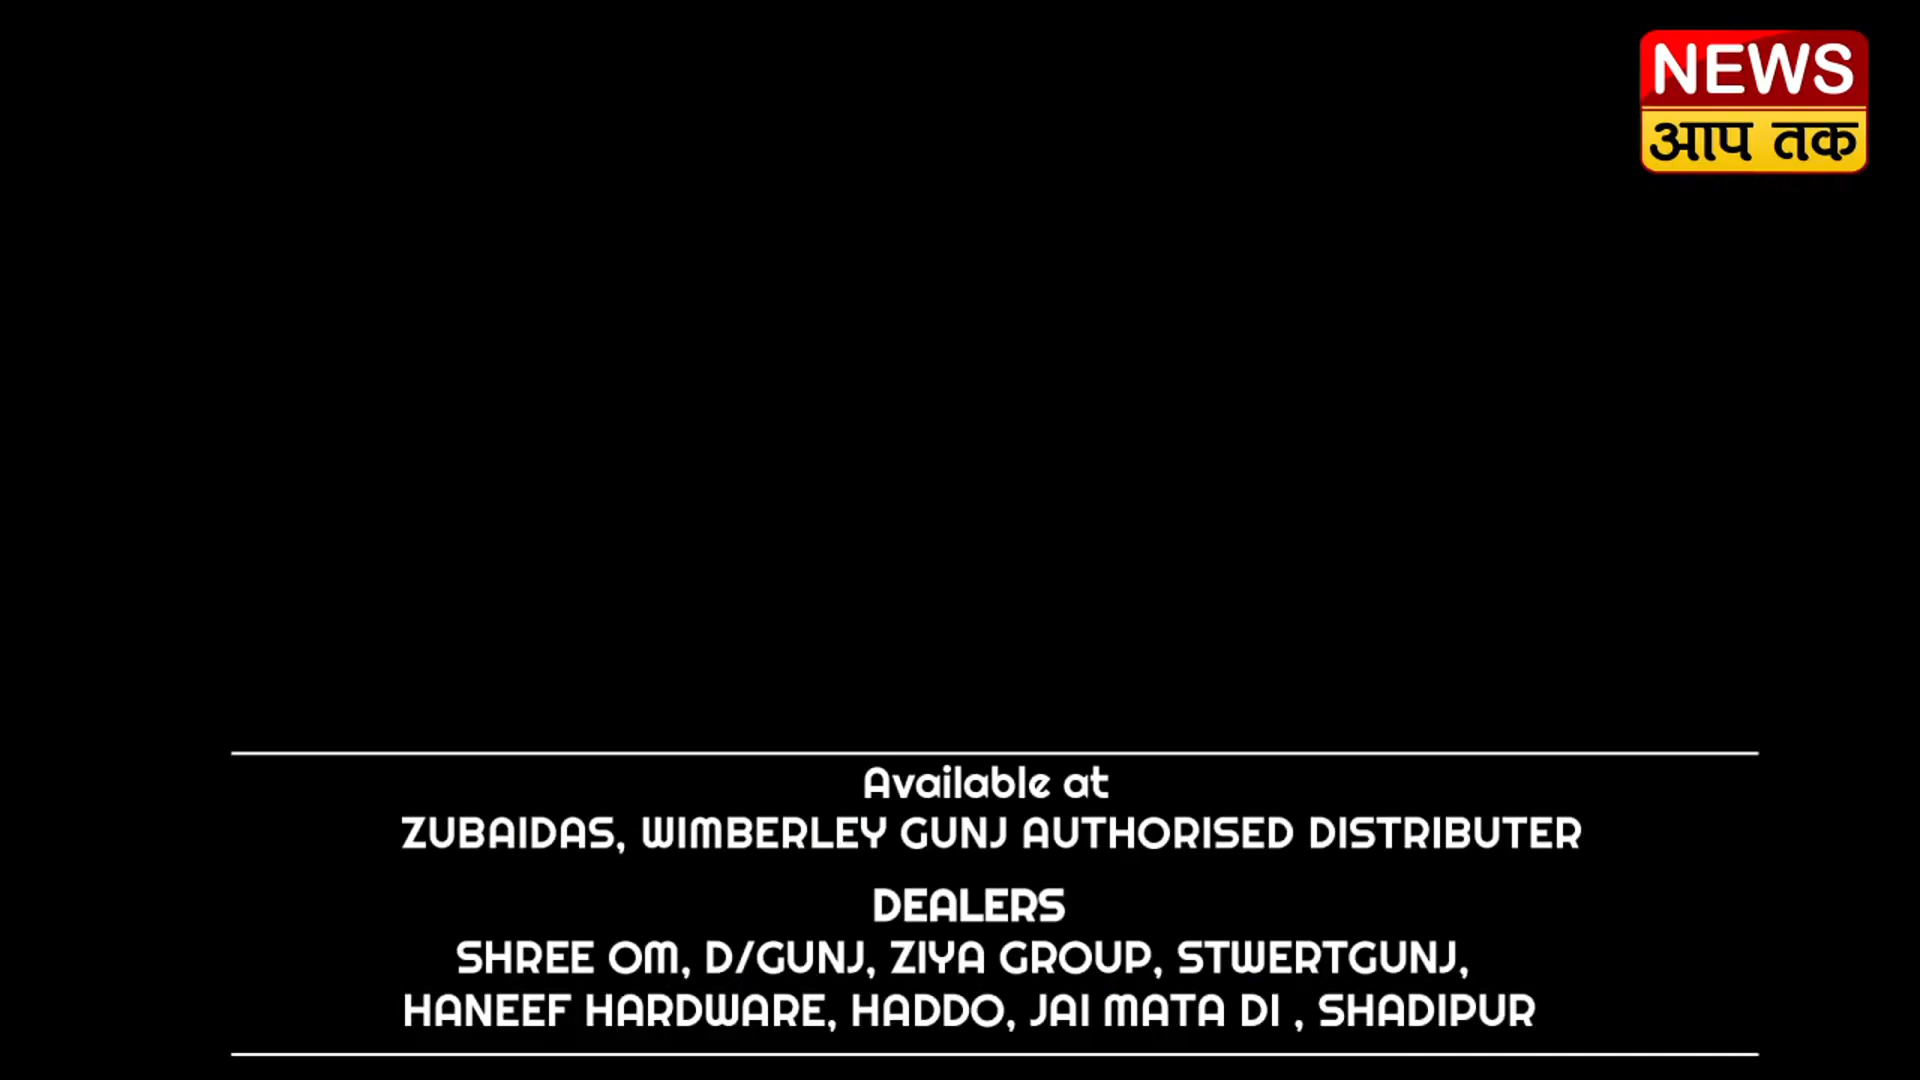 NEWS
आप तक
Available at
ZUBAIDAS, WIMBERLEY GUNJ AUTHORISED DISTRIBUTER
DEALERS
SHREE OM, D/GUNJ, ZIYA GROUP, STWERTGUNJ,
HANEEF HARDWARE, HADDO, JAI MATA DI , SHADIPUR